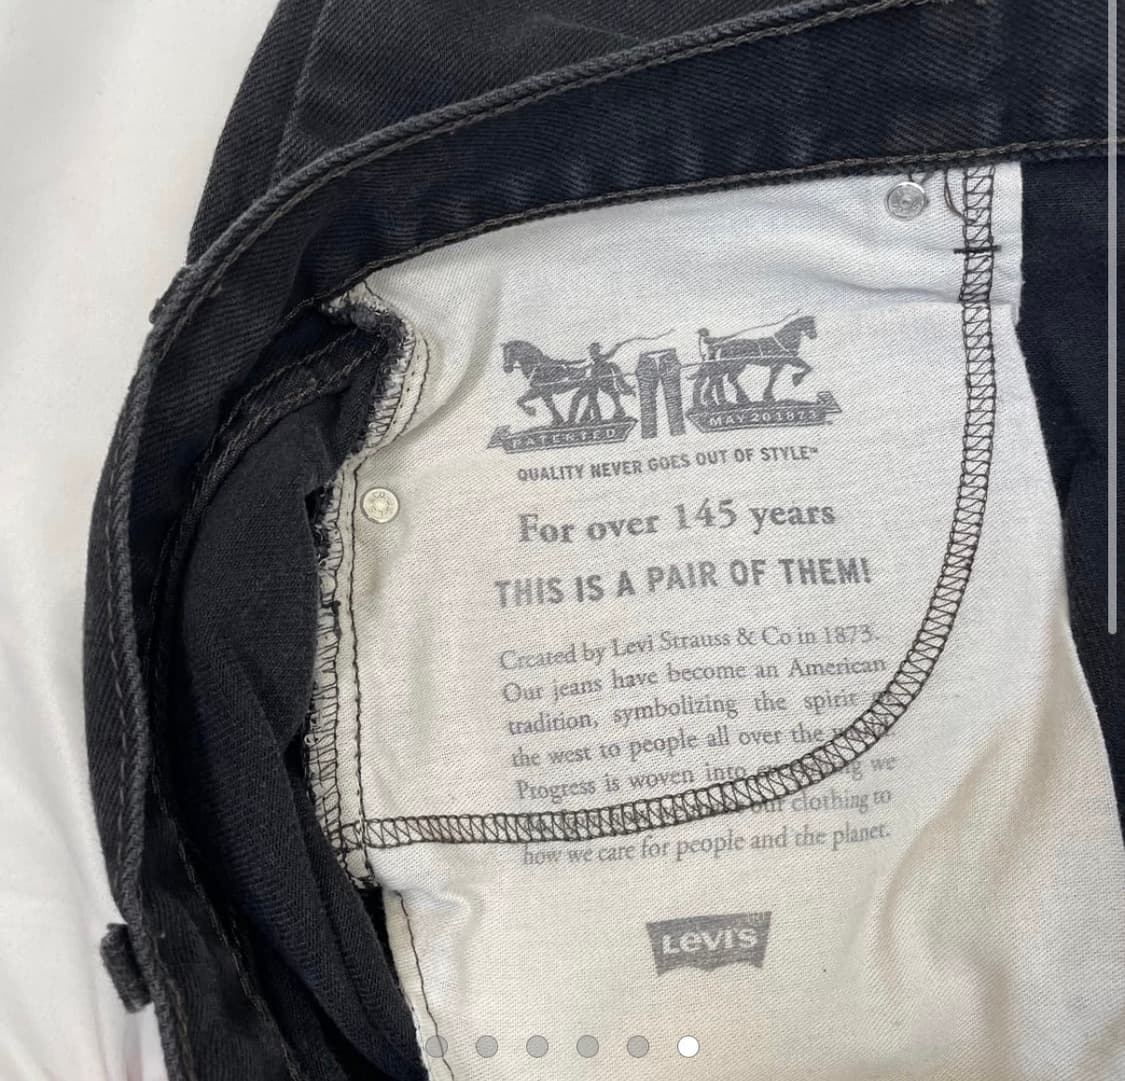 PATENTED MAY 20 1873
QUALITY NEVER GOES OUT OF STYLE™
For over 145 years
THIS IS A PAIR OF THEM!
Created by Levi Strauss & Co in 1873.
Our jeans have become an American
tradition, symbolizing the spirit
the west to people all over the
Progress is woven into we
our clothing to
how we care for people and the planet.
LEVI'S